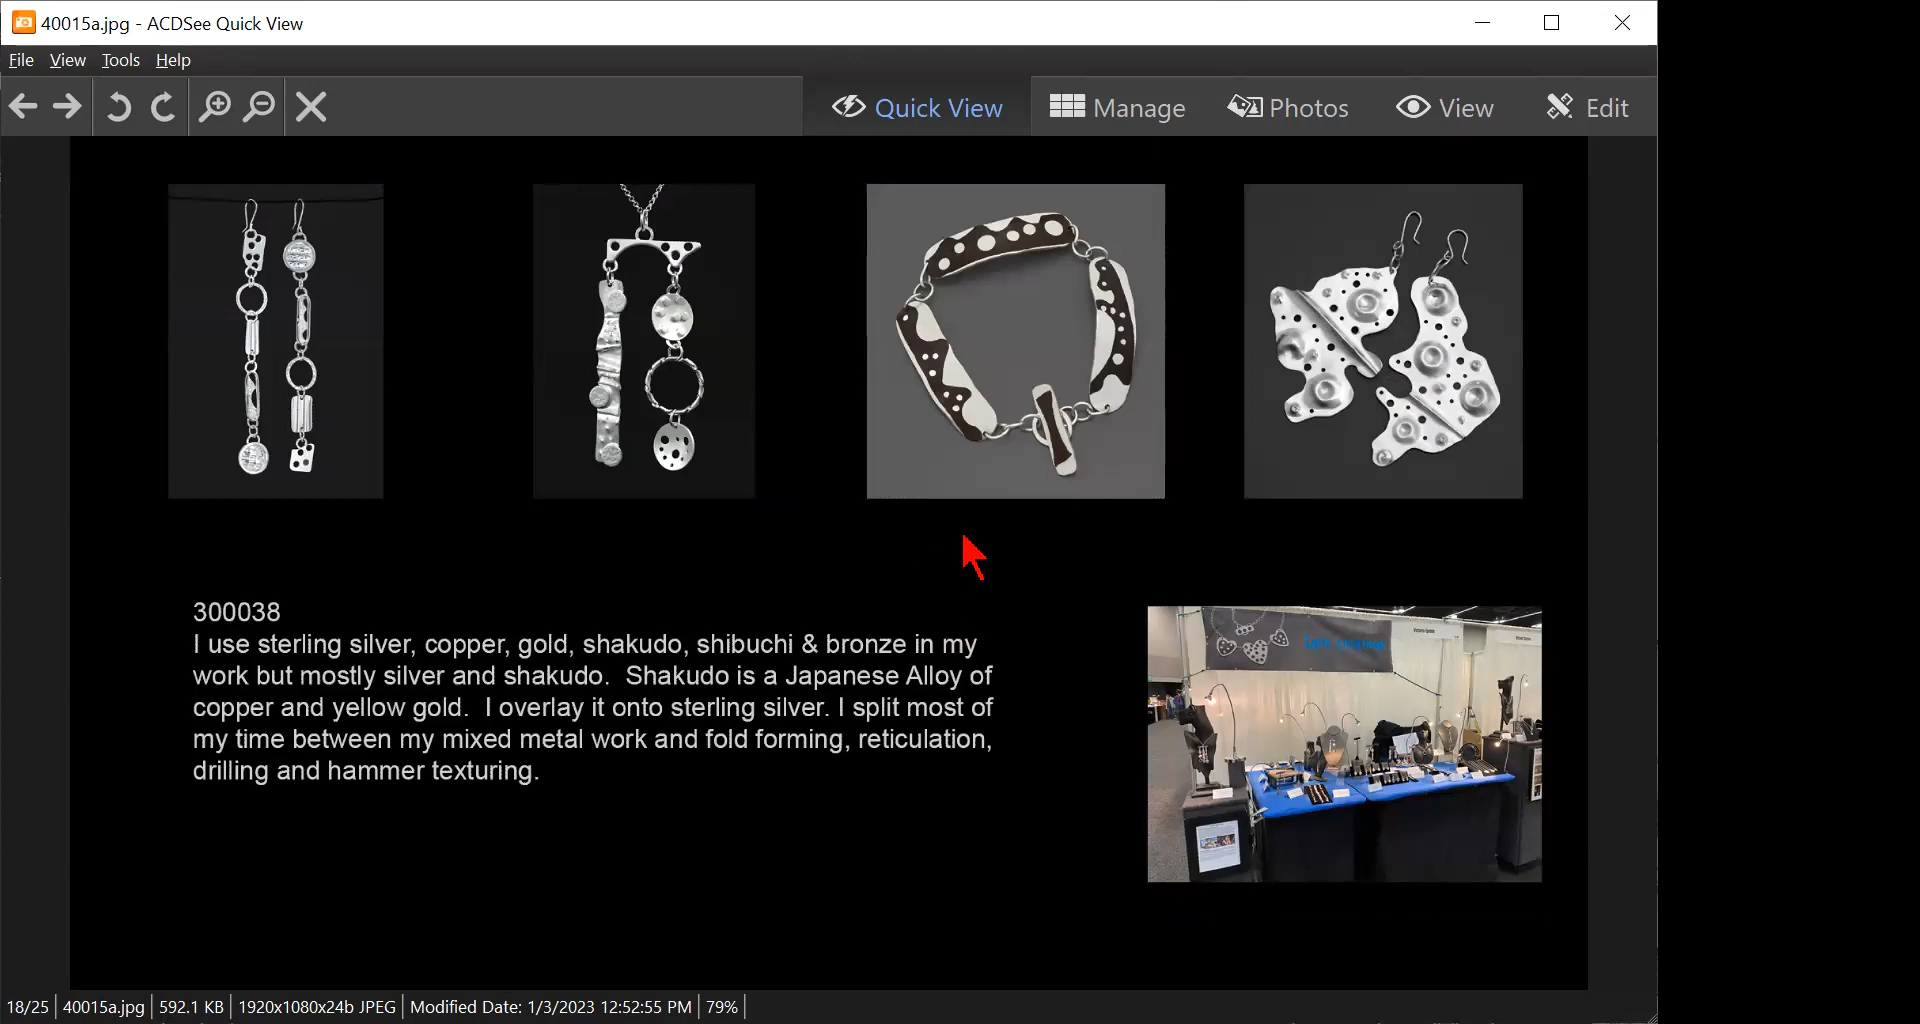 40015a.jpg - ACDSee Quick View
File View Tools Help
Quick View Manage Photos View Edit
300038
I use sterling silver, copper, gold, shakudo, shibuchi & bronze in my
work but mostly silver and shakudo. Shakudo is a Japanese Alloy of
copper and yellow gold. I overlay it onto sterling silver. I split most of
my time between my mixed metal work and fold forming, reticulation,
drilling and hammer texturing.
18/25 40015a.jpg 592.1 KB 1920x1080x24b JPEG Modified Date: 1/3/2023 12:52:55 PM 79%